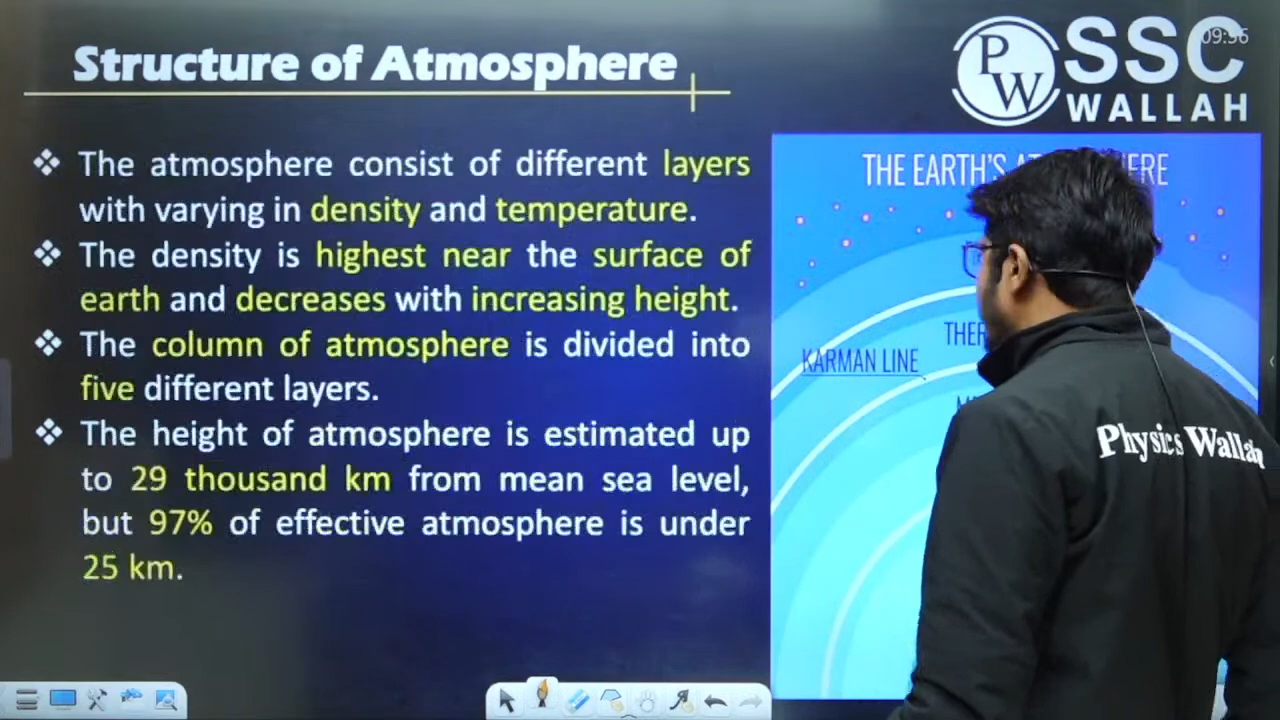 Structure of Atmosphere
PW
SSC
WALLAH
❖ The atmosphere consist of different layers
with varying in density and temperature.
❖ The density is highest near the surface of
earth and decreases with increasing height.
❖ The column of atmosphere is divided into
five different layers.
❖ The height of atmosphere is estimated up
to 29 thousand km from mean sea level,
but 97% of effective atmosphere is under
25 km.
THE EARTH'S
KARMAN LINE
Physics Wallah